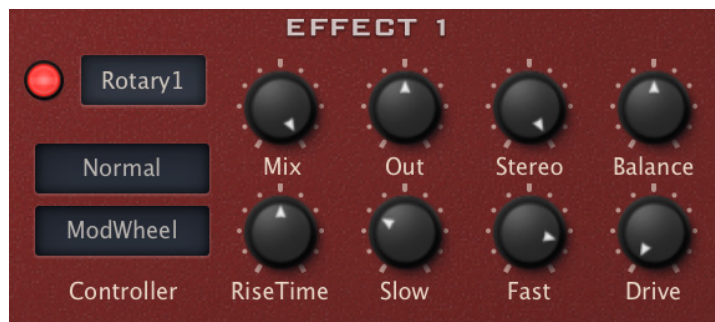 EFFECT 1
Rotary1
Mix Out Stereo Balance
Normal
ModWheel
Controller RiseTime Slow Fast Drive